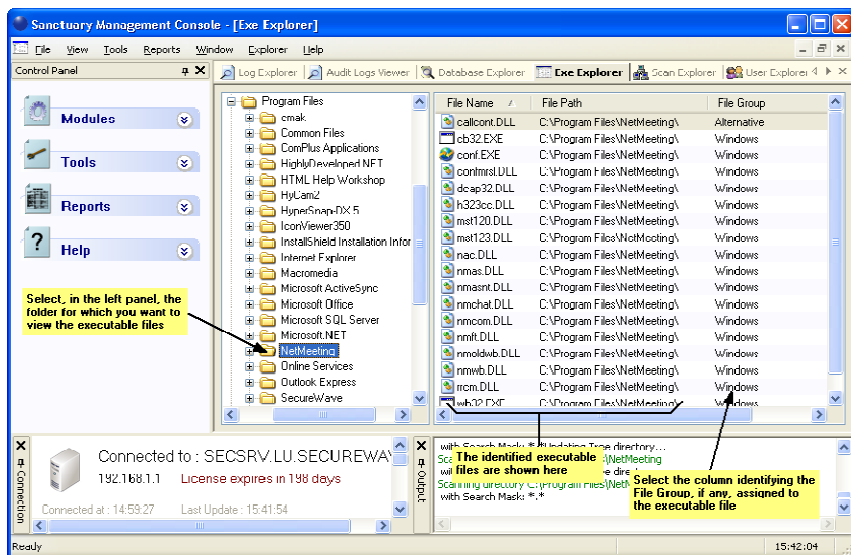 Sanctuary Management Console - [Exe Explorer]
File View Tools Reports Window Explorer Help
Control Panel
Log Explorer Audit Logs Viewer Database Explorer Exe Explorer Scan Explorer User Explorer
Modules
Tools
Reports
? Help
Program Files
cmak
Common Files
ComPlus Applications
HighlyDeveloped.NET
HTML Help Workshop
HyCam2
HyperSnap-DX 5
IconViewer350
InstallShield Installation Infor
Internet Explorer
Macromedia
Microsoft ActiveSync
Microsoft Office
Microsoft SQL Server
Microsoft.NET
NetMeeting
Online Services
Outlook Express
SecureWave
File Name File Path File Group
callcont.DLL C:\Program Files\NetMeeting\ Alternative
cb32.EXE C:\Program Files\NetMeeting\ Windows
conf.EXE C:\Program Files\NetMeeting\ Windows
confmrsl.DLL C:\Program Files\NetMeeting\ Windows
dcap32.DLL C:\Program Files\NetMeeting\ Windows
h323cc.DLL C:\Program Files\NetMeeting\ Windows
mst120.DLL C:\Program Files\NetMeeting\ Windows
mst123.DLL C:\Program Files\NetMeeting\ Windows
nac.DLL C:\Program Files\NetMeeting\ Windows
nmas.DLL C:\Program Files\NetMeeting\ Windows
nmasnt.DLL C:\Program Files\NetMeeting\ Windows
nmchat.DLL C:\Program Files\NetMeeting\ Windows
nmcom.DLL C:\Program Files\NetMeeting\ Windows
nmft.DLL C:\Program Files\NetMeeting\ Windows
nmoldwb.DLL C:\Program Files\NetMeeting\ Windows
nmwb.DLL C:\Program Files\NetMeeting\ Windows
rrcm.DLL C:\Program Files\NetMeeting\ Windows
wb32.EXE C:\Program Files\NetMeeting\ Windows
Select, in the left panel, the
folder for which you want to
view the executable files
Connection
Connected to : SECSRV.LU.SECUREWAV
192.168.1.1 License expires in 198 days
Connected at : 14:59:27 Last Update : 15:41:54
Output
with Search Mask: *.*Updating Tree directory...
\NetMeeting
Scanning directory C:\Program Files\NetM
with Search Mask: *.*
The identified executable
files are shown here
Select the column identifying the
File Group, if any, assigned to
the executable file
Ready 15:42:04